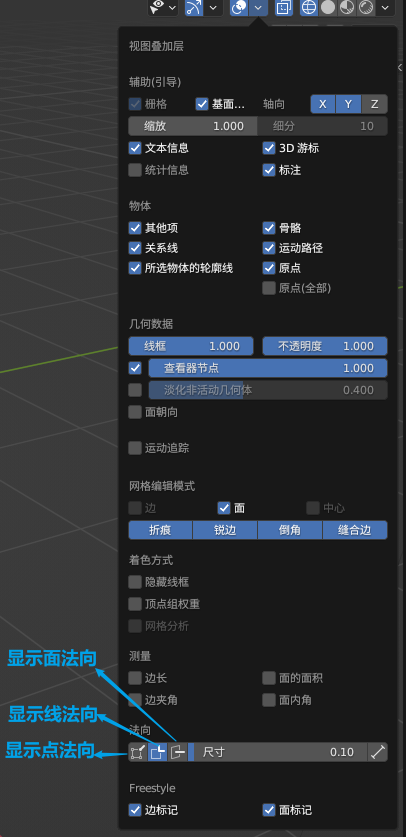 视图叠加层
辅助(引导)
栅格 基面... 轴向 X Y Z
缩放 1.000 细分 10
文本信息 3D 游标
统计信息 标注
物体
其他项 骨骼
关系线 运动路径
所选物体的轮廓线 原点
原点(全部)
几何数据
线框 1.000 不透明度 1.000
查看器节点 1.000
淡化非活动几何体 0.400
面朝向
运动追踪
网格编辑模式
边 面 中心
折痕 锐边 倒角 缝合边
着色方式
隐藏线框
顶点组权重
网格分析
测量
边长 面的面积
边夹角 面内角
显示面法向
显示线法向
显示点法向
法向
尺寸 0.10
Freestyle
边标记 面标记